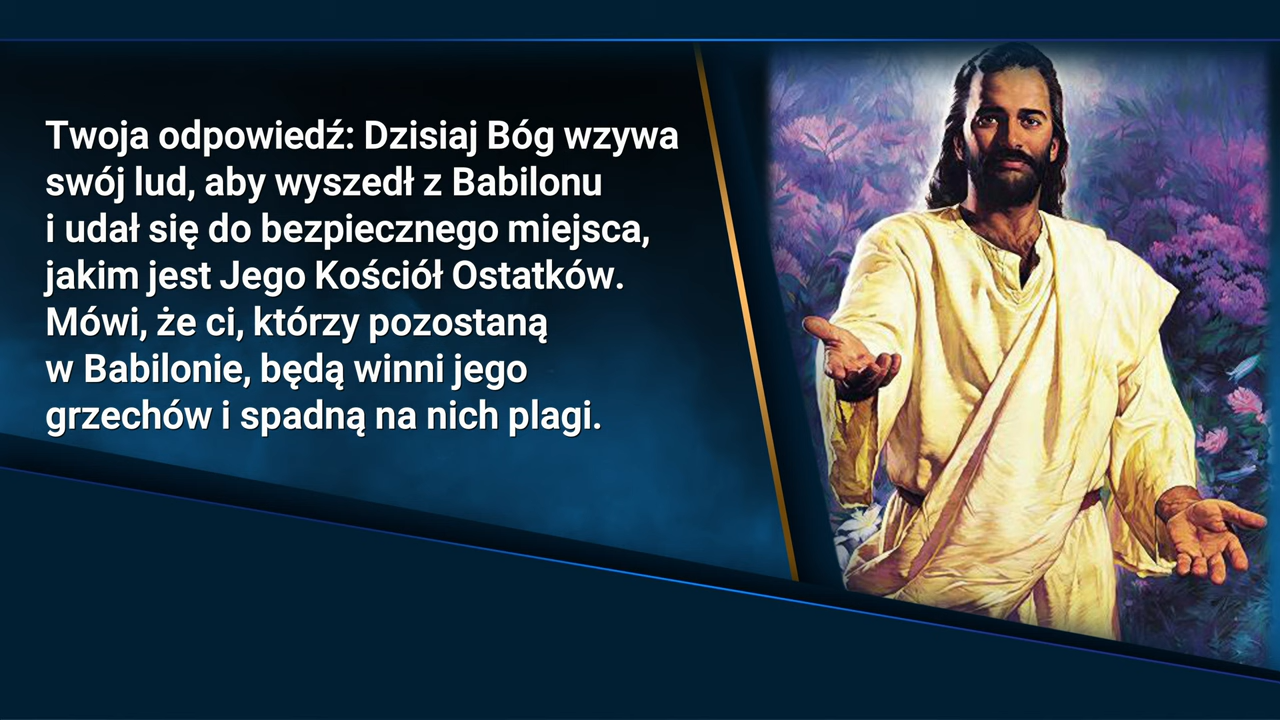 Twoja odpowiedź: Dzisiaj Bóg wzywa
swój lud, aby wyszedł z Babilonu
i udał się do bezpiecznego miejsca,
jakim jest Jego Kościół Ostatków.
Mówi, że ci, którzy pozostaną
w Babilonie, będą winni jego
grzechów i spadną na nich plagi.